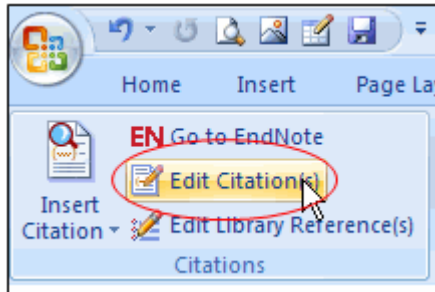 Home Insert Page La
EN Go to EndNote
Edit Citation(s)
Insert
Citation
Edit Library Reference(s)
Citations